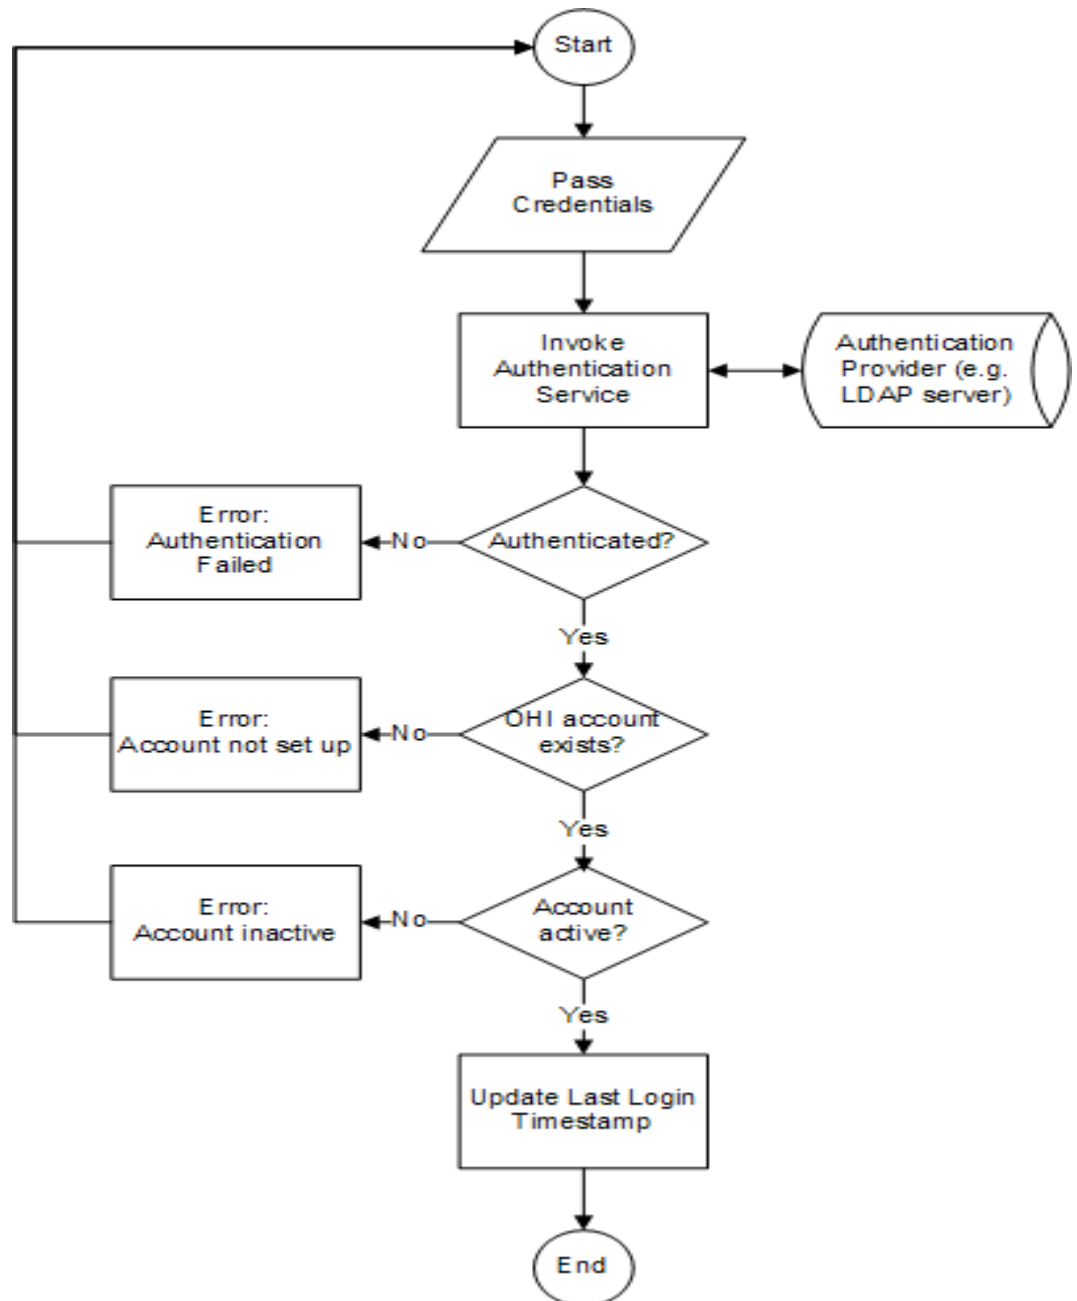 Start
Pass
Credentials
Invoke
Authentication
Service
Authentication
Provider (e.g.
LDAP server)
Error:
Authentication
Failed
No
Authenticated?
Yes
Error:
Account not set up
No
OHI account
exists?
Yes
Error:
Account inactive
No
Account
active?
Yes
Update Last Login
Timestamp
End